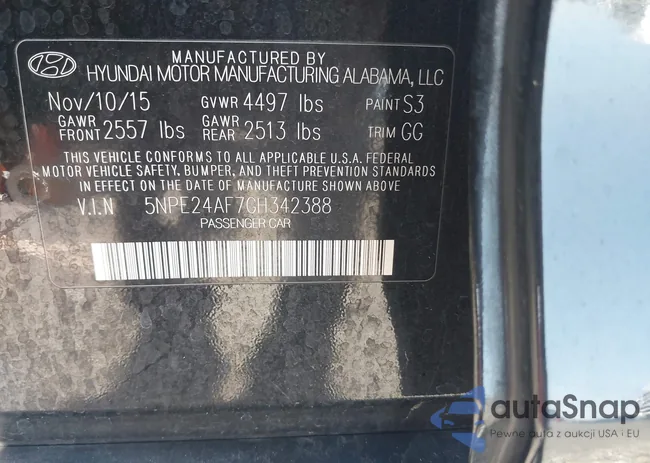 MANUFACTURED BY
HYUNDAI MOTOR MANUFACTURING ALABAMA, LLC
Nov/10/15 GVWR 4497 lbs PAINT S3
GAWR FRONT 2557 lbs GAWR REAR 2513 lbs TRIM GG
THIS VEHICLE CONFORMS TO ALL APPLICABLE U.S.A. FEDERAL
MOTOR VEHICLE SAFETY, BUMPER, AND THEFT PREVENTION STANDARDS
IN EFFECT ON THE DATE OF MANUFACTURE SHOWN ABOVE
V.I.N 5NPE24AF7GH342388
PASSENGER CAR
autaSnap
Pewne auta z aukcji USA i EU